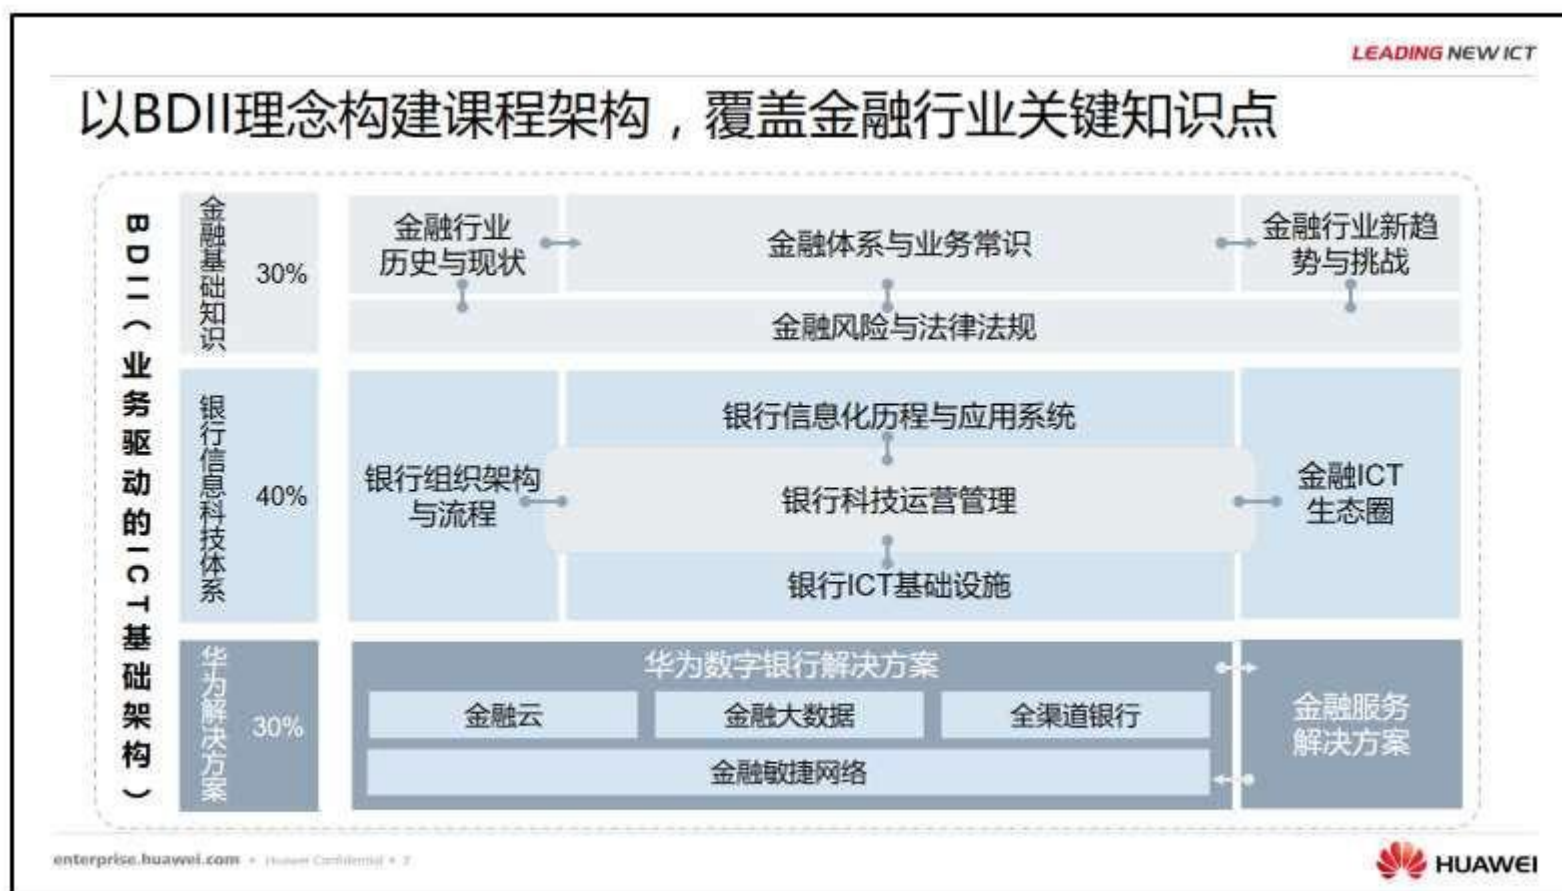 LEADING NEW ICT
以BDII理念构建课程架构，覆盖金融行业关键知识点
BDII（业务驱动的ICT基础架构）
金融基础知识
30%
金融行业
历史与现状
金融体系与业务常识
金融行业新趋
势与挑战
金融风险与法律法规
银行信息科技体系
40%
银行组织架构
与流程
银行信息化历程与应用系统
银行科技运营管理
银行ICT基础设施
金融ICT
生态圈
华为解决方案
30%
华为数字银行解决方案
金融云
金融大数据
全渠道银行
金融敏捷网络
金融服务
解决方案
enterprise.huawei.com • Huawei Confidential •
HUAWEI